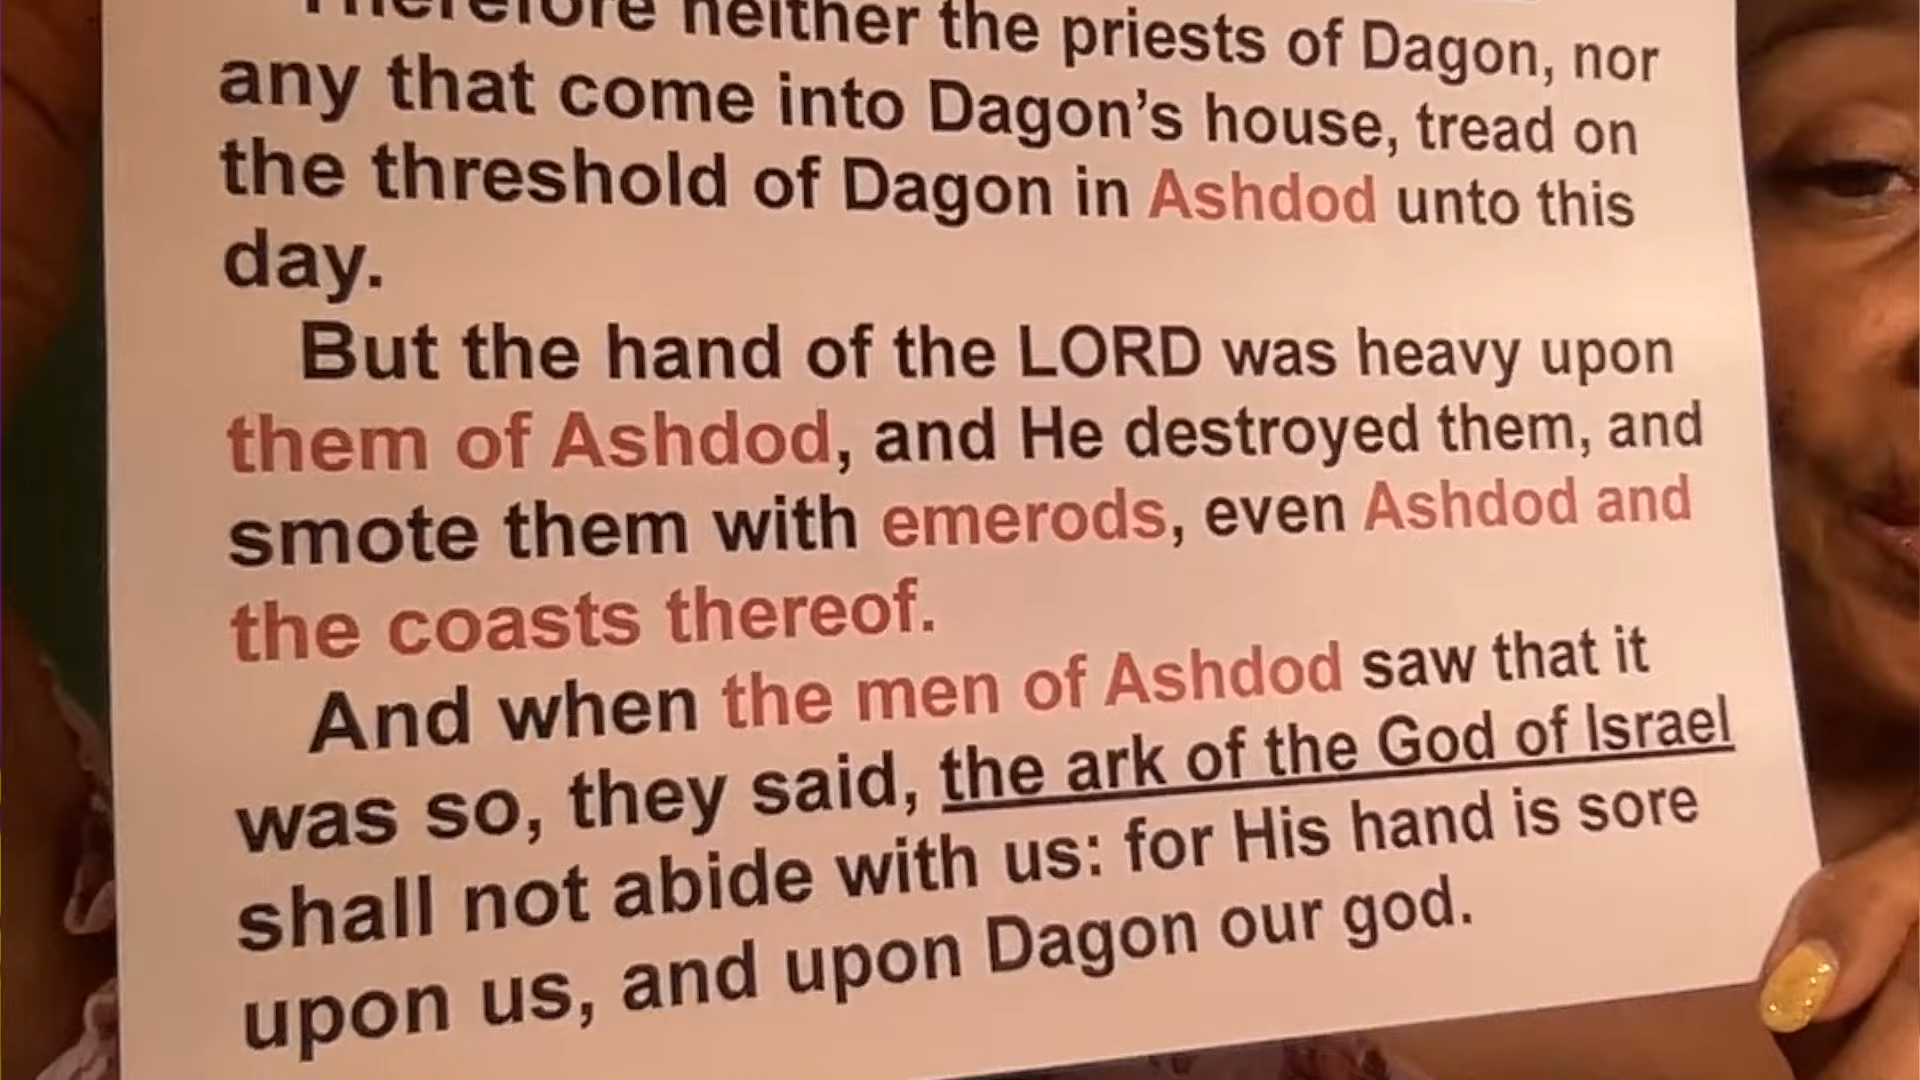 Therefore neither the priests of Dagon, nor
any that come into Dagon’s house, tread on
the threshold of Dagon in Ashdod unto this
day.
But the hand of the LORD was heavy upon
them of Ashdod, and He destroyed them, and
smote them with emerods, even Ashdod and
the coasts thereof.
And when the men of Ashdod saw that it
was so, they said, the ark of the God of Israel
shall not abide with us: for His hand is sore
upon us, and upon Dagon our god.